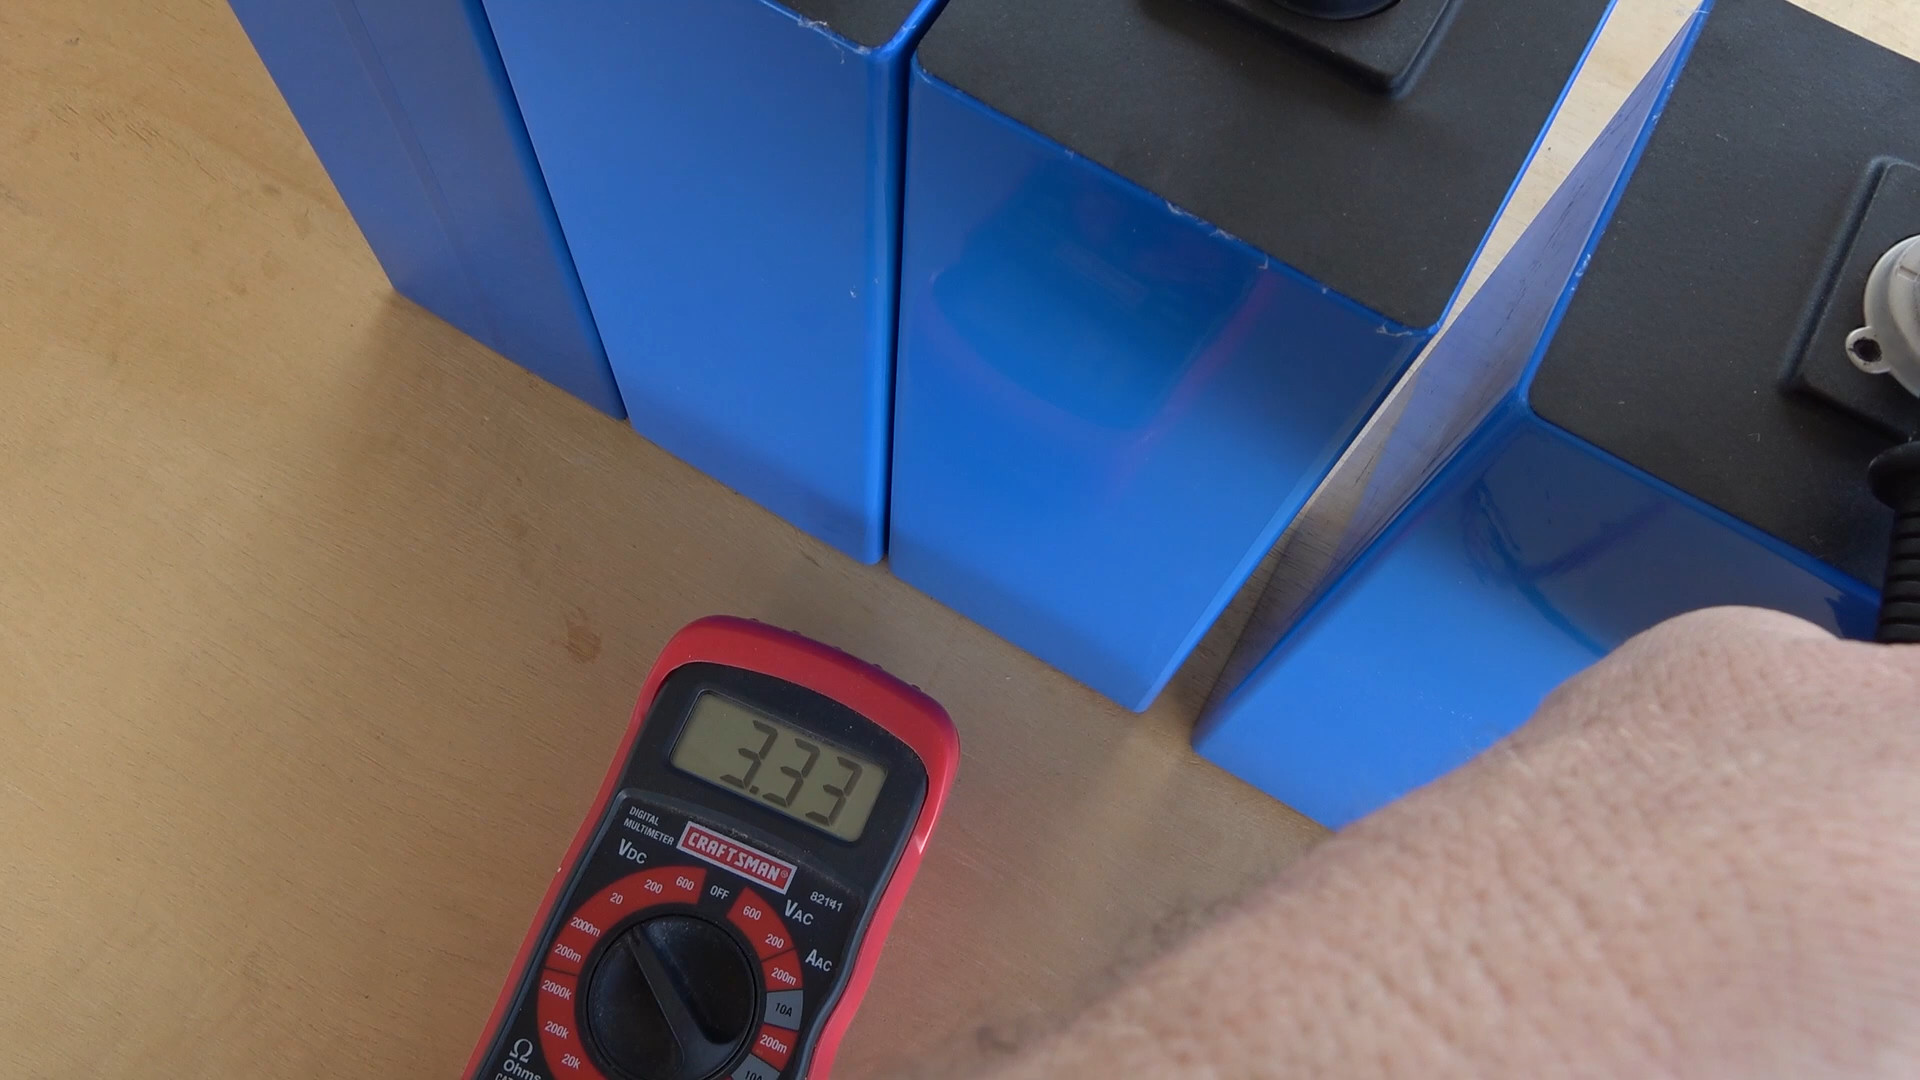 3.33
DIGITAL
MULTIMETER
CRAFTSMAN®
82141
VDC
OFF
VAC
600
200
20
2000m
200m
2000k
200k
20k
Ω
Ohms
600
200
AAC
200m
10A
200m
10A